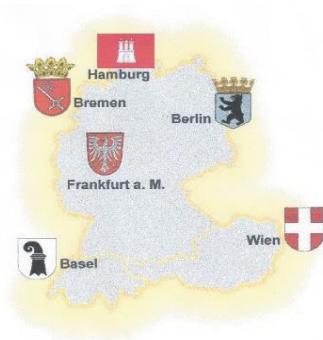 Hamburg
Bremen
Berlin
Frankfurt a. M.
Wien
Basel